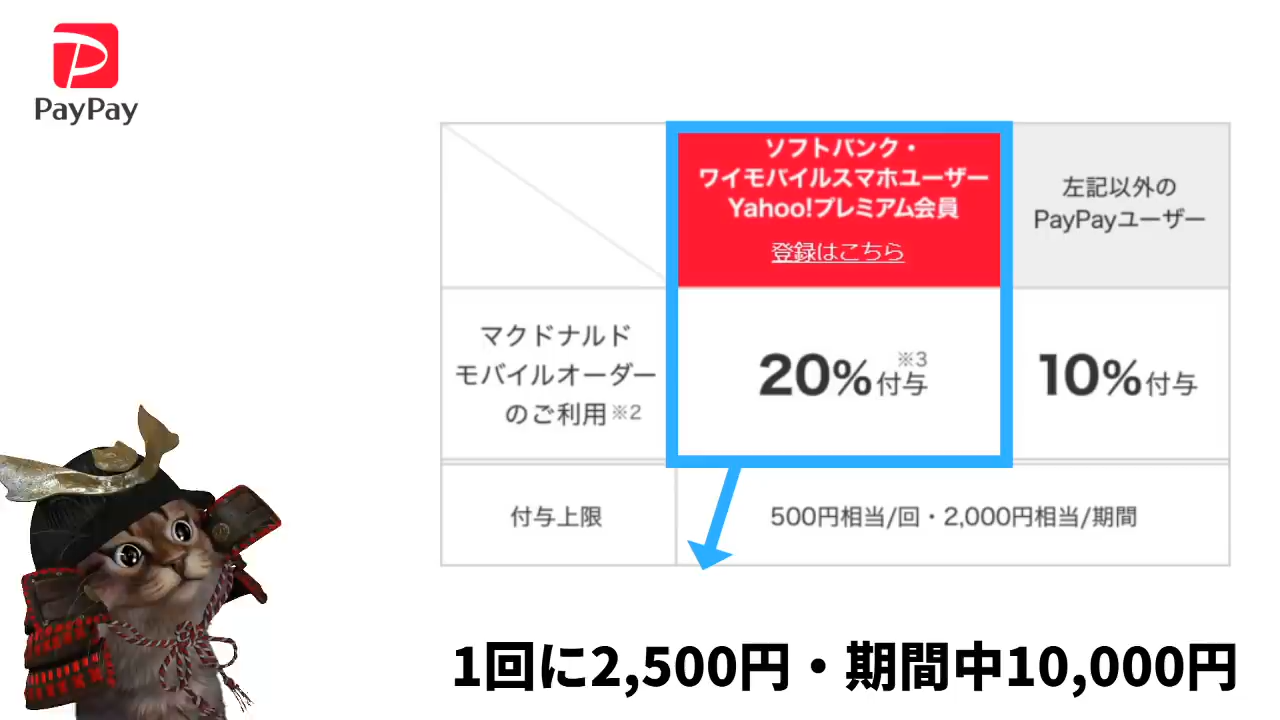 PayPay
ソフトバンク・
ワイモバイルスマホユーザー
Yahoo!プレミアム会員
登録はこちら
左記以外の
PayPayユーザー
マクドナルド
モバイルオーダー
のご利用※2
20%付与※3
10%付与
付与上限
500円相当/回・2,000円相当/期間
1回に2,500円・期間中10,000円